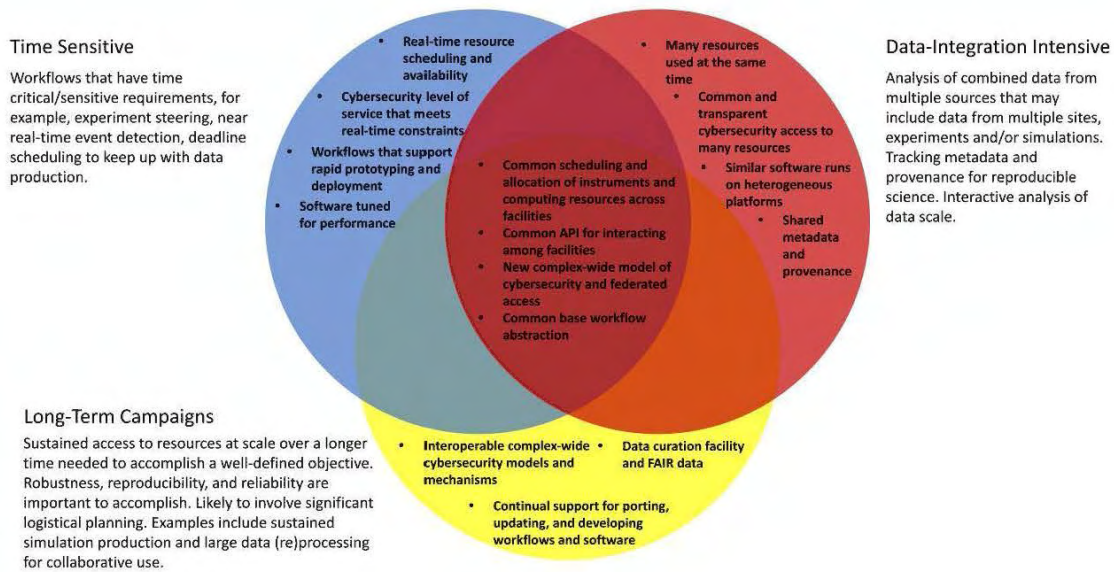 Time Sensitive
Workflows that have time
critical/sensitive requirements, for
example, experiment steering, near
real-time event detection, deadline
scheduling to keep up with data
production.
• Real-time resource
scheduling and
availability
• Cybersecurity level of
service that meets
real-time constraints
• Workflows that support
rapid prototyping and
deployment
• Software tuned
for performance
• Many resources
used at the same
time
• Common and
transparent
cybersecurity access to
many resources
• Similar software runs
on heterogeneous
platforms
• Shared
metadata
and
provenance
Data-Integration Intensive
Analysis of combined data from
multiple sources that may
include data from multiple sites,
experiments and/or simulations.
Tracking metadata and
provenance for reproducible
science. Interactive analysis of
data scale.
• Common scheduling and
allocation of instruments and
computing resources across
facilities
• Common API for interacting
among facilities
• New complex-wide model of
cybersecurity and federated
access
• Common base workflow
abstraction
Long-Term Campaigns
Sustained access to resources at scale over a longer
time needed to accomplish a well-defined objective.
Robustness, reproducibility, and reliability are
important to accomplish. Likely to involve significant
logistical planning. Examples include sustained
simulation production and large data (re)processing
for collaborative use.
• Interoperable complex-wide
cybersecurity models and
mechanisms
• Data curation facility
and FAIR data
• Continual support for porting,
updating, and developing
workflows and software